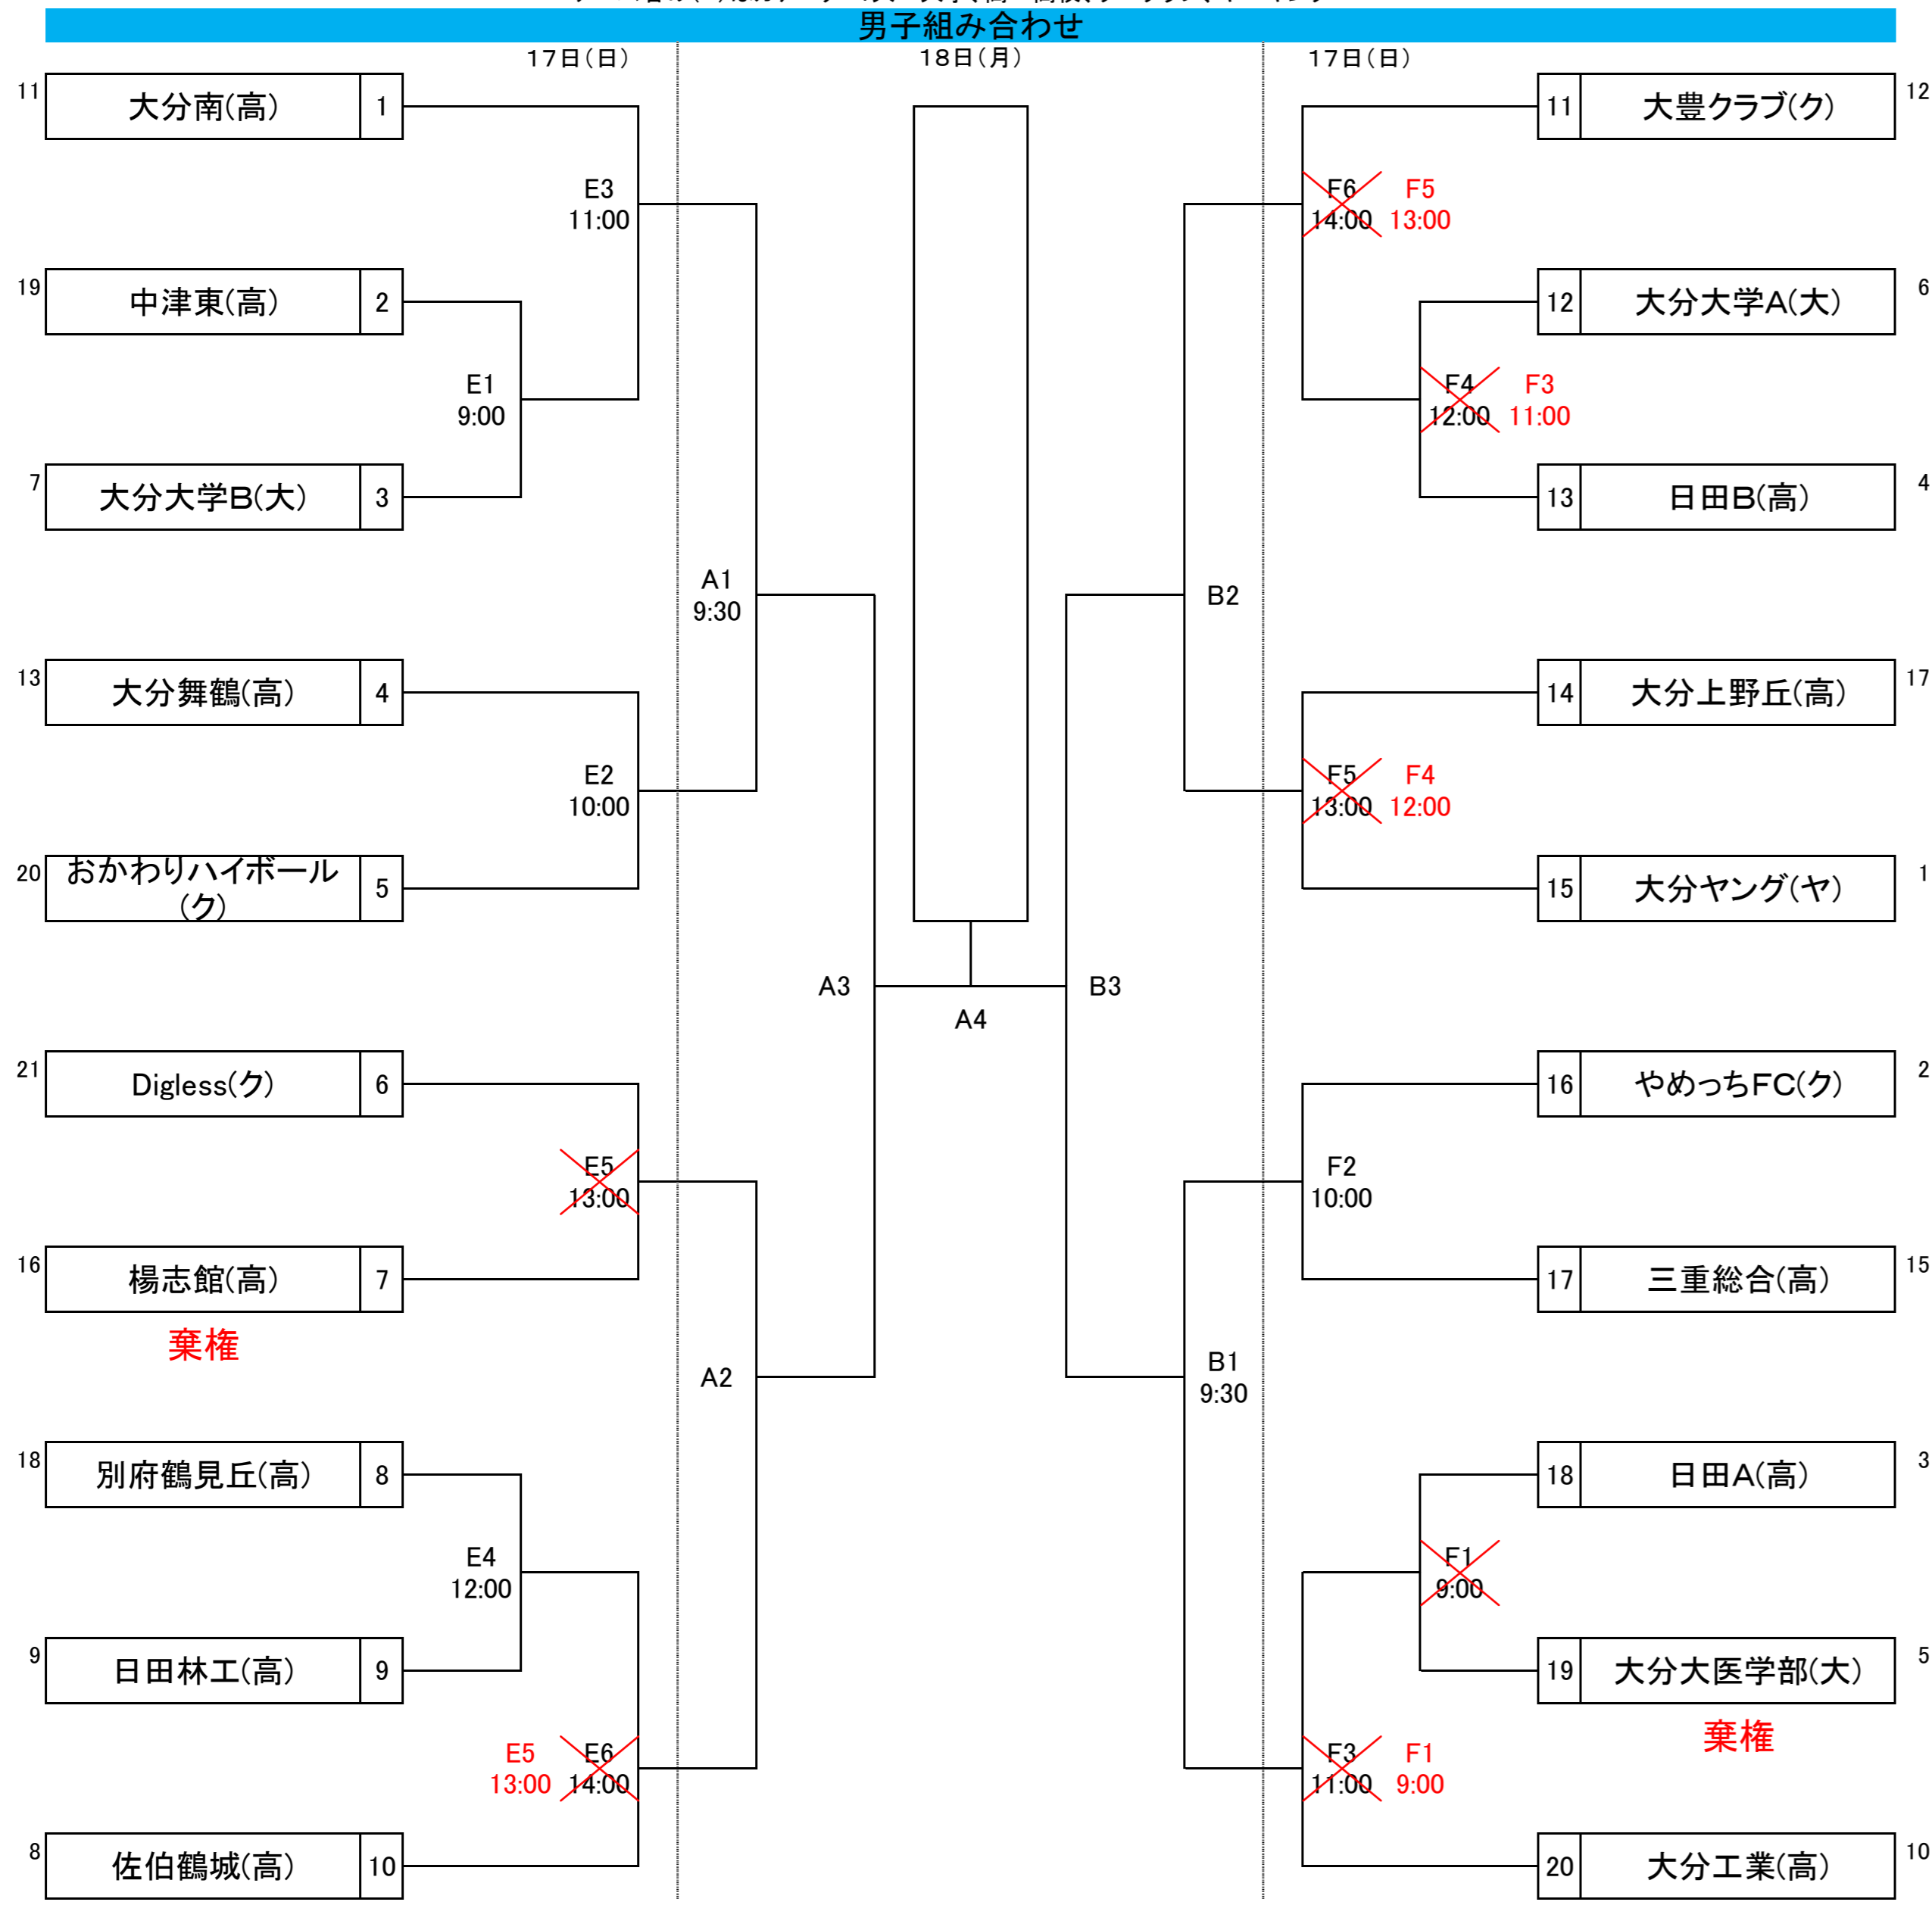 男子組み合わせ
17日(日)
18日(月)
17日(日)
11
大分南(高)
1
E3
11:00
19
中津東(高)
2
E1
9:00
7
大分大学B(大)
3
A1
9:30
13
大分舞鶴(高)
4
E2
10:00
20
おかわりハイボール
(ク)
5
A3
21
Digless(ク)
6
E5
13:00
16
楊志館(高)
7
棄権
A2
18
別府鶴見丘(高)
8
E4
12:00
9
日田林工(高)
9
E5
13:00
E6
14:00
8
佐伯鶴城(高)
10
A4
11
大豊クラブ(ク)
12
F6
14:00
F5
13:00
12
大分大学A(大)
6
F4
12:00
F3
11:00
13
日田B(高)
4
B2
14
大分上野丘(高)
17
F5
13:00
F4
12:00
15
大分ヤング(ヤ)
1
B3
16
やめっちFC(ク)
2
F2
10:00
17
三重総合(高)
15
B1
9:30
18
日田A(高)
3
F1
9:00
19
大分大医学部(大)
5
棄権
F3
11:00
F1
9:00
20
大分工業(高)
10